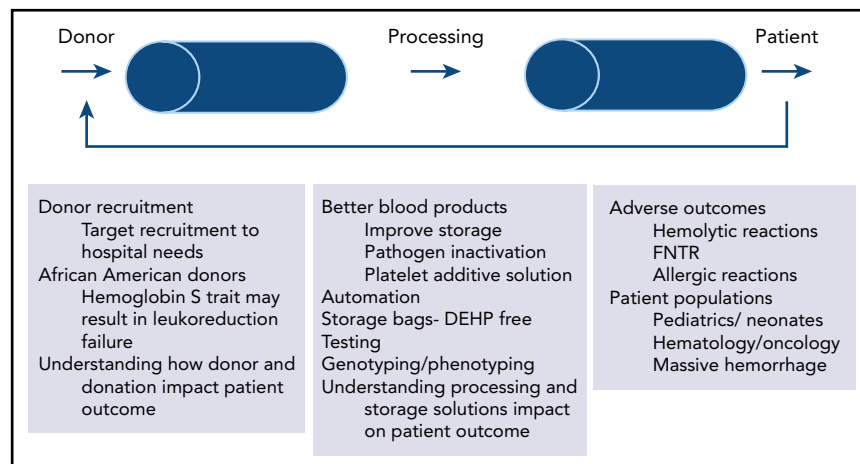 Donor
Processing
Patient
Donor recruitment
Target recruitment to
hospital needs
African American donors
Hemoglobin S trait may
result in leukoreduction
failure
Understanding how donor and
donation impact patient
outcome
Better blood products
Improve storage
Pathogen inactivation
Platelet additive solution
Automation
Storage bags- DEHP free
Testing
Genotyping/phenotyping
Understanding processing and
storage solutions impact
on patient outcome
Adverse outcomes
Hemolytic reactions
FNTR
Allergic reactions
Patient populations
Pediatrics/ neonates
Hematology/oncology
Massive hemorrhage